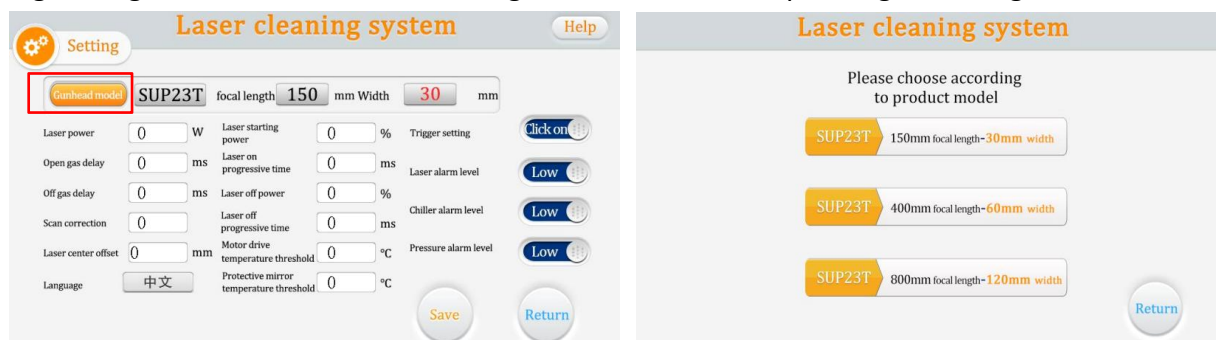 Laser cleaning system
Help
Setting
Gunhead model SUP23T focal length 150 mm Width 30 mm
Laser power 0 W Laser starting power 0 % Trigger setting Click on
Open gas delay 0 ms Laser on progressive time 0 ms Laser alarm level Low
Off gas delay 0 ms Laser off power 0 %
Scan correction 0 Laser off progressive time 0 ms Chiller alarm level Low
Laser center offset 0 mm Motor drive temperature threshold 0 °C Pressure alarm level Low
Language 中文 Protective mirror temperature threshold 0 °C
Save Return
Laser cleaning system
Please choose according
to product model
SUP23T 150mm focal length-30mm width
SUP23T 400mm focal length-60mm width
SUP23T 800mm focal length-120mm width
Return